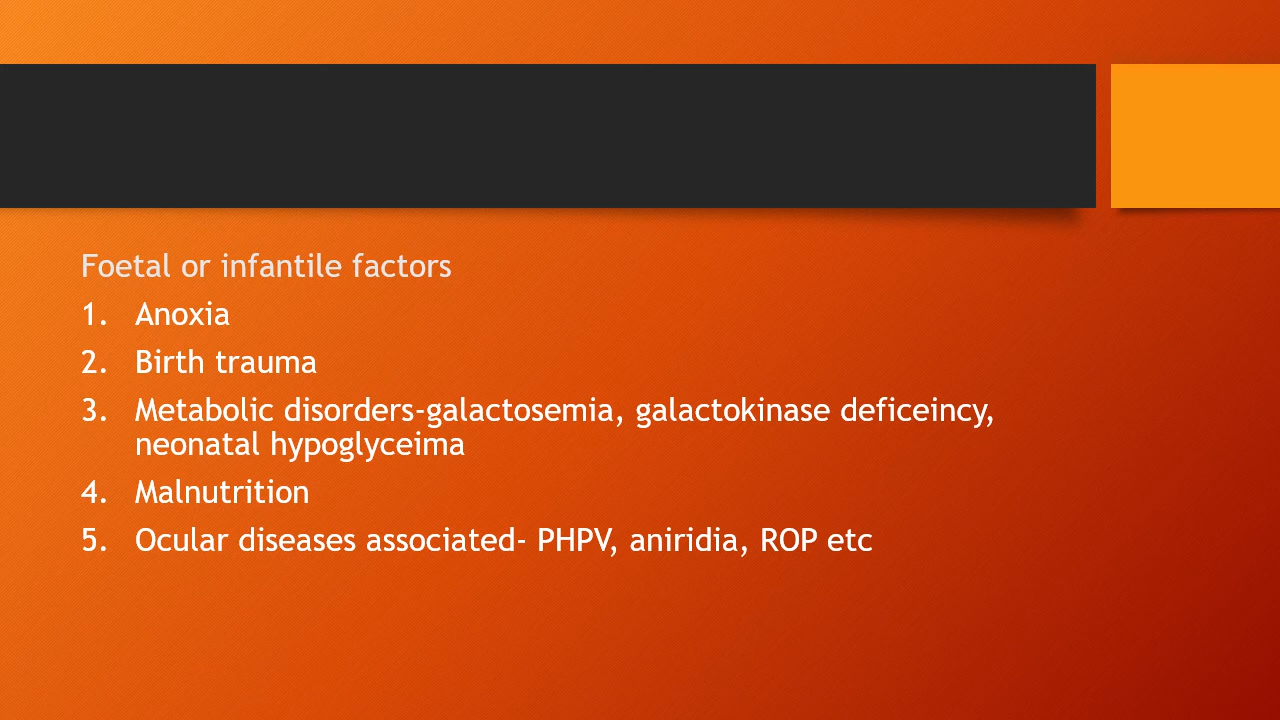 Foetal or infantile factors
1. Anoxia
2. Birth trauma
3. Metabolic disorders-galactosemia, galactokinase deficeincy,
neonatal hypoglyceima
4. Malnutrition
5. Ocular diseases associated- PHPV, aniridia, ROP etc